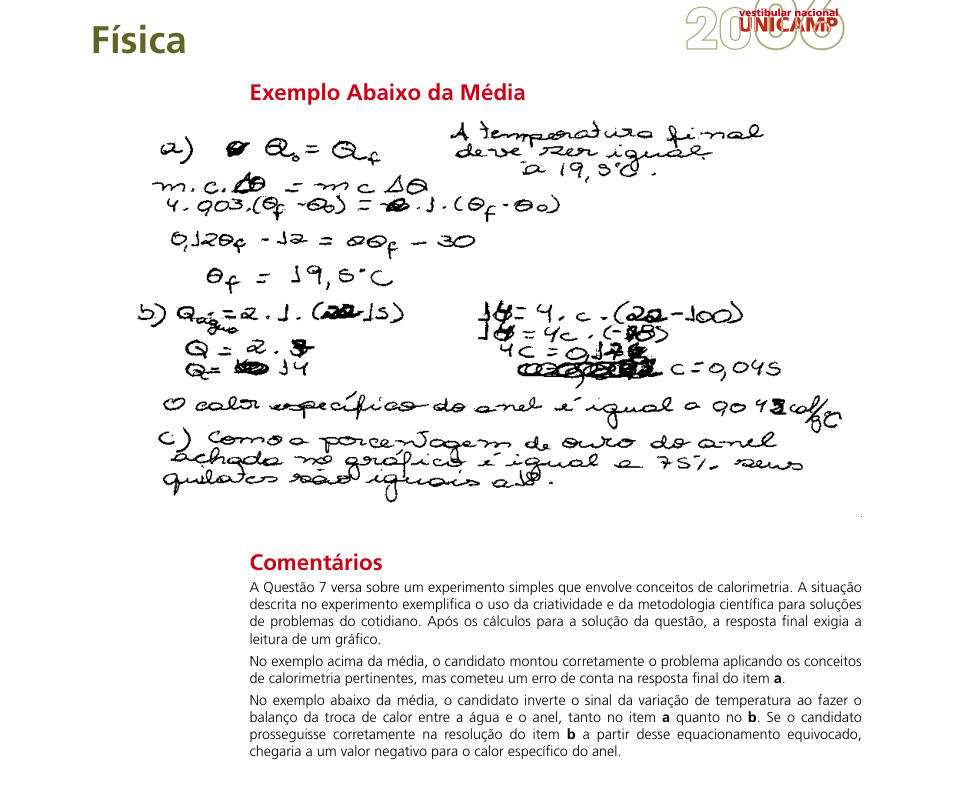 Física
2006
vestibular nacional
UNICAMP
Exemplo Abaixo da Média
a) Q₀ = Q_f
A temperatura final
deve ser igual
a 19,5°C.
m.c.Δθ = m c Δθ
4.903.(θ_f - θ₀) = 2.1.(θ_f - θ₀)
0,12θ_f - 12 = 2θ_f - 30
θ_f = 19,5°C
b) Q água = 2.1.(22-15)
Q = 2.7
Q = 14
14 = 4.c.(22-100)
14 = 4c.(-78)
4c = 0,
c = 0,045
O calor específico do anel é igual a 0,04 cal/g°C
c) Como a porcentagem de ouro do anel
achada no gráfico é igual a 75% seus
quilates são iguais a 18.
Comentários
A Questão 7 versa sobre um experimento simples que envolve conceitos de calorimetria. A situação
descrita no experimento exemplifica o uso da criatividade e da metodologia científica para soluções
de problemas do cotidiano. Após os cálculos para a solução da questão, a resposta final exigia a
leitura de um gráfico.
No exemplo acima da média, o candidato montou corretamente o problema aplicando os conceitos
de calorimetria pertinentes, mas cometeu um erro de conta na resposta final do item a.
No exemplo abaixo da média, o candidato inverte o sinal da variação de temperatura ao fazer o
balanço da troca de calor entre a água e o anel, tanto no item a quanto no b. Se o candidato
prosseguisse corretamente na resolução do item b a partir desse equacionamento equivocado,
chegaria a um valor negativo para o calor específico do anel.